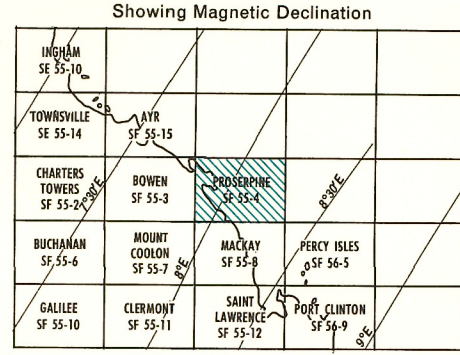 Showing Magnetic Declination
INGHAM
SE 55-10
TOWNSVILLE
SE 55-14
AYR
SF 55-15
CHARTERS
TOWERS
SF 55-2
7°30'E
BOWEN
SF 55-3
PROSERPINE
SF 55-4
8°30'E
BUCHANAN
SF 55-6
MOUNT
COOLON
SF 55-7
8°E
MACKAY
SF 55-8
PERCY ISLES
SF 56-5
GALILEE
SF 55-10
CLERMONT
SF 55-11
SAINT
LAWRENCE
SF 55-12
PORT CLINTON
SF 56-9
9°E